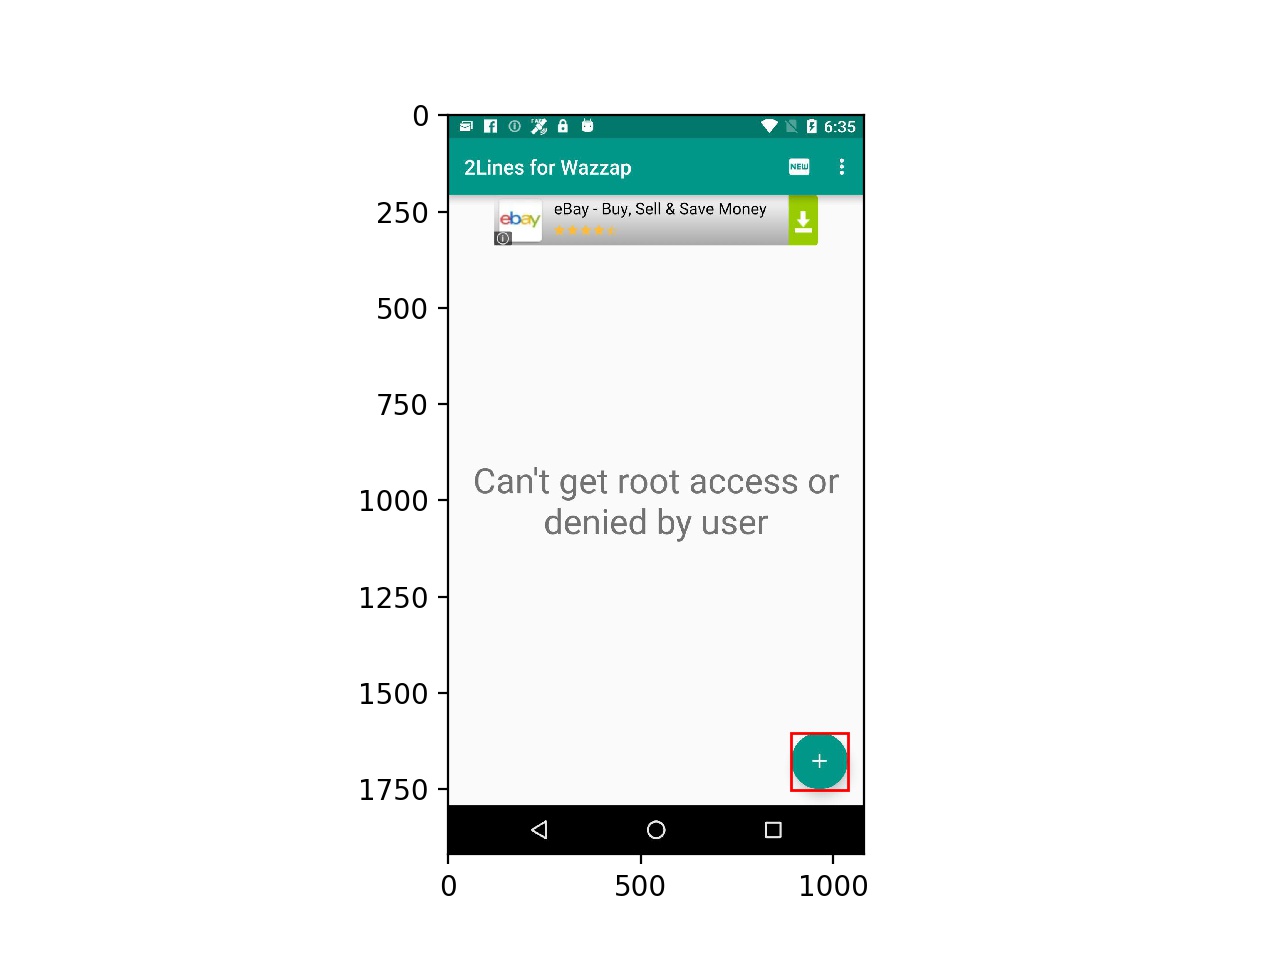 0
6:35
2Lines for Wazzap
NEW
250
ebay
eBay - Buy, Sell & Save Money
500
750
Can't get root access or
1000
denied by user
1250
1500
+
1750
0
500
1000